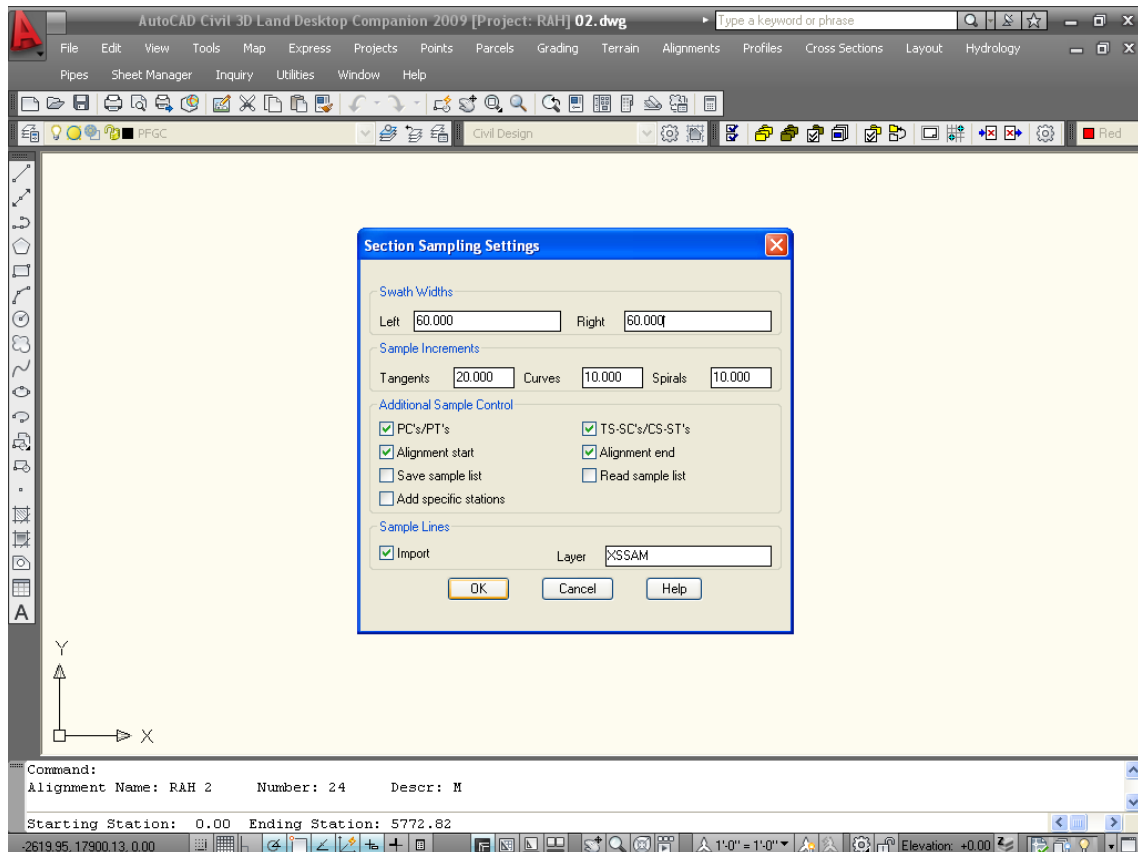 AutoCAD Civil 3D Land Desktop Companion 2009 [Project: RAH] 02.dwg Type a keyword or phrase
File Edit View Tools Map Express Projects Points Parcels Grading Terrain Alignments Profiles Cross Sections Layout Hydrology
Pipes Sheet Manager Inquiry Utilities Window Help
PFGC Civil Design Red
Section Sampling Settings
Swath Widths
Left 60.000 Right 60.000
Sample Increments
Tangents 20.000 Curves 10.000 Spirals 10.000
Additional Sample Control
PC's/PT's TS-SC's/CS-ST's
Alignment start Alignment end
Save sample list Read sample list
Add specific stations
Sample Lines
Import Layer XSSAM
OK Cancel Help
A
Y
X
Command:
Alignment Name: RAH 2 Number: 24 Descr: M
Starting Station: 0.00 Ending Station: 5772.82
-2619.95, 17900.13, 0.00 1'-0" = 1'-0" Elevation: +0.00